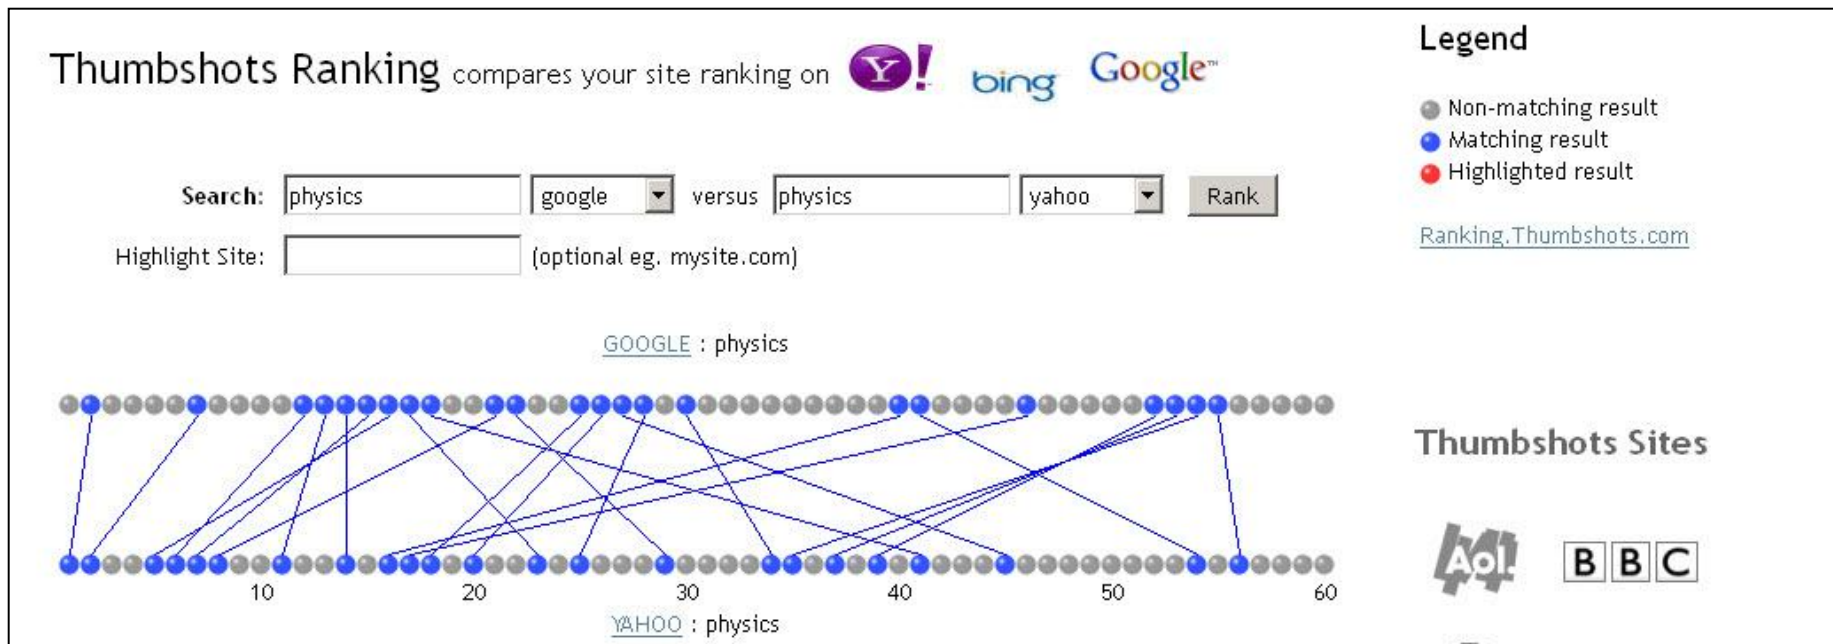 Thumbshots Ranking compares your site ranking on Y! bing Google™
Search: physics google versus physics yahoo Rank
Highlight Site: (optional eg. mysite.com)
GOOGLE : physics
10 20 30 40 50 60
YAHOO : physics
Legend
Non-matching result
Matching result
Highlighted result
Ranking.Thumbshots.com
Thumbshots Sites
Aol! BBC